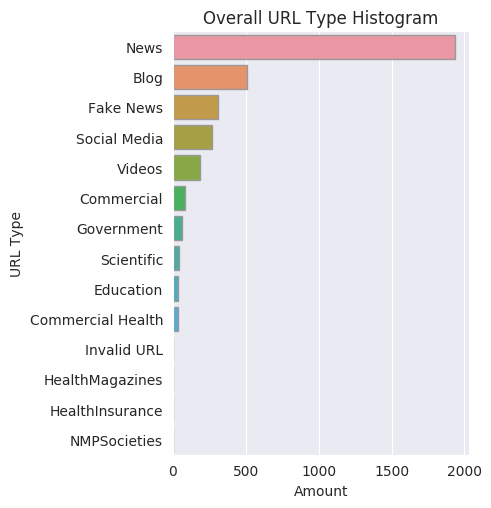 Overall URL Type Histogram
URL Type
News
Blog
Fake News
Social Media
Videos
Commercial
Government
Scientific
Education
Commercial Health
Invalid URL
HealthMagazines
HealthInsurance
NMPSocieties
0 500 1000 1500 2000
Amount